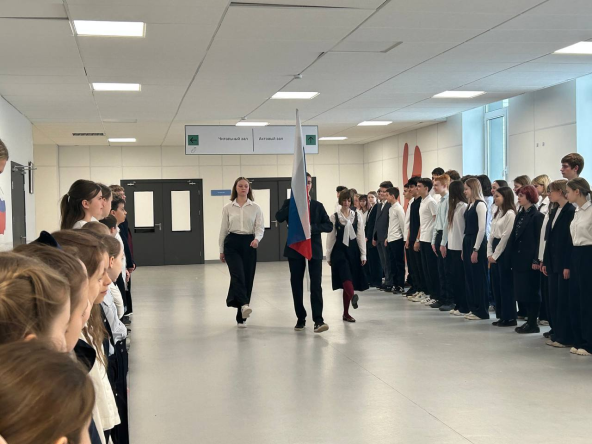 Читальный зал
Актовый зал